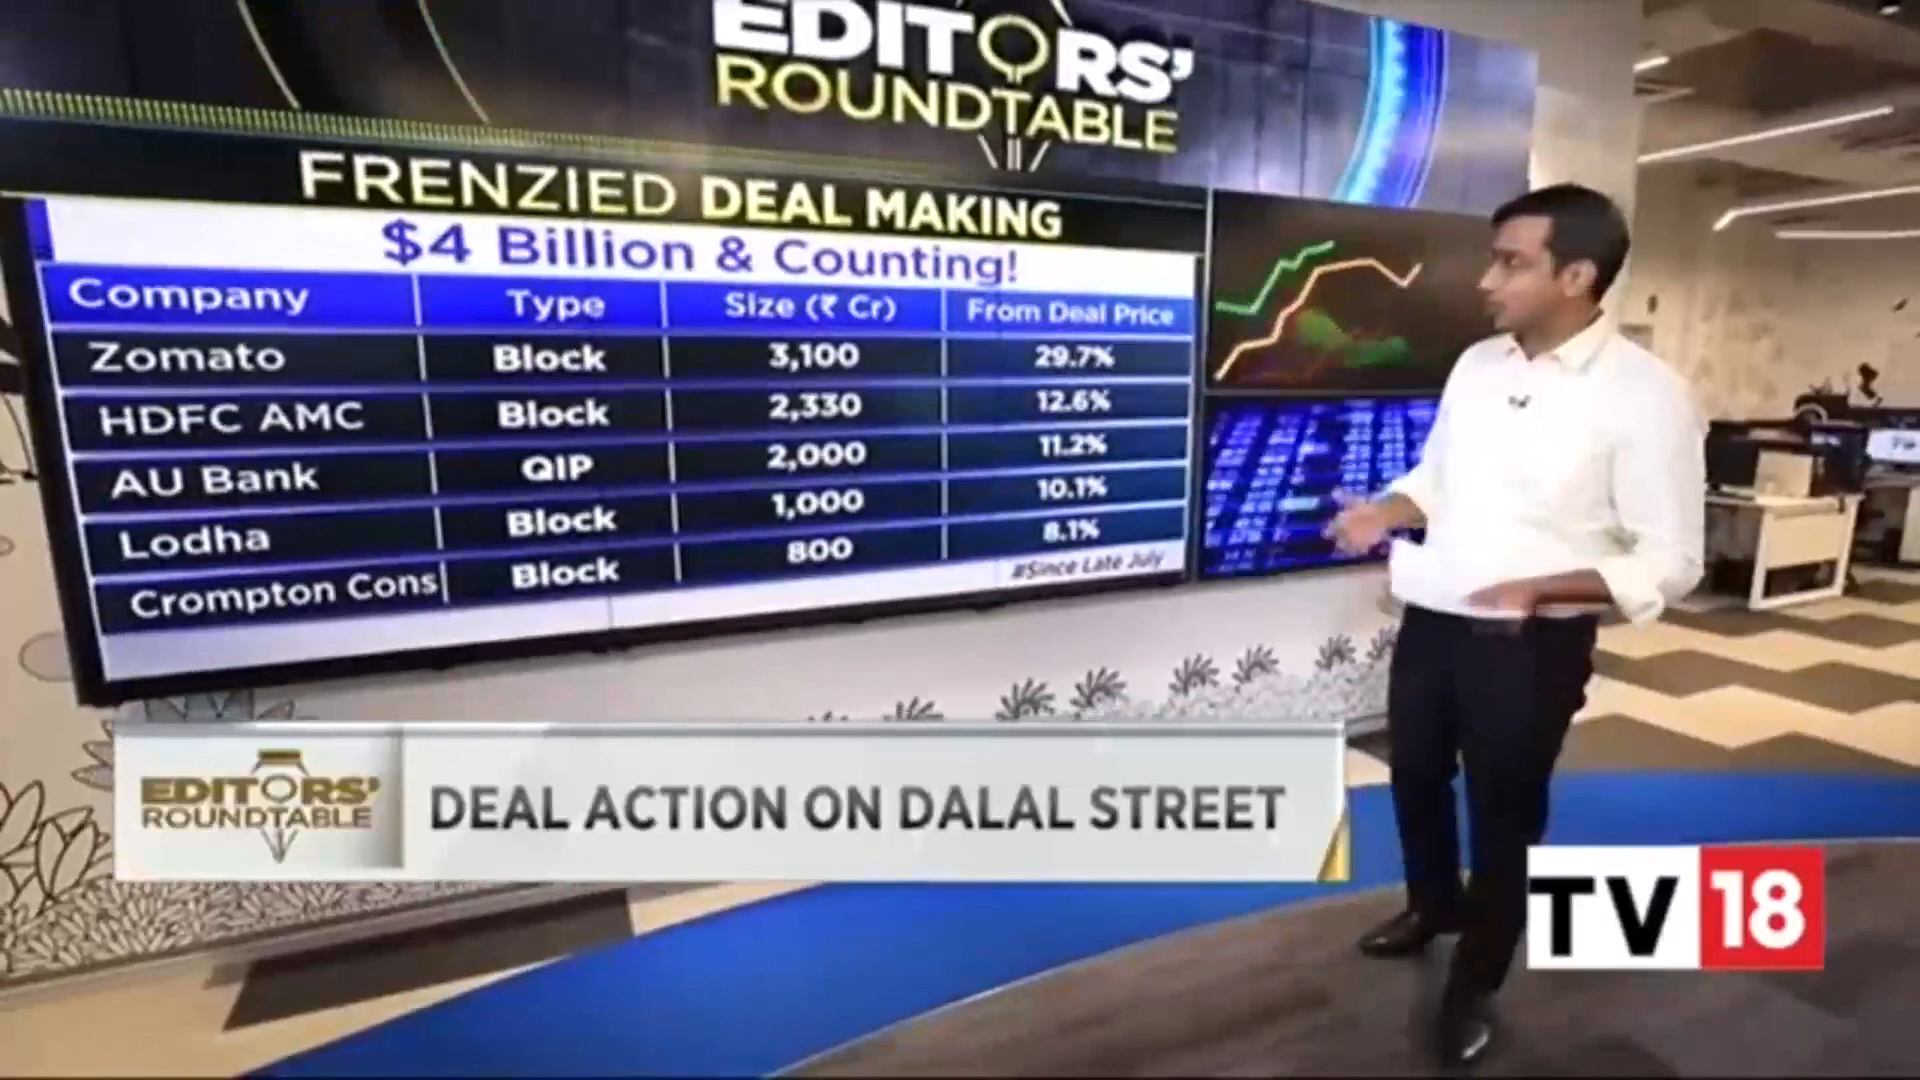 EDITORS'
ROUNDTABLE
FRENZIED DEAL MAKING
$4 Billion & Counting!
Company Type Size (₹ Cr) From Deal Price
Zomato Block 3,100 29.7%
HDFC AMC Block 2,330 12.6%
AU Bank QIP 2,000 11.2%
Lodha Block 1,000 10.1%
Crompton Cons Block 800 8.1%
#Since Late July
EDITORS'
ROUNDTABLE
DEAL ACTION ON DALAL STREET
TV 18